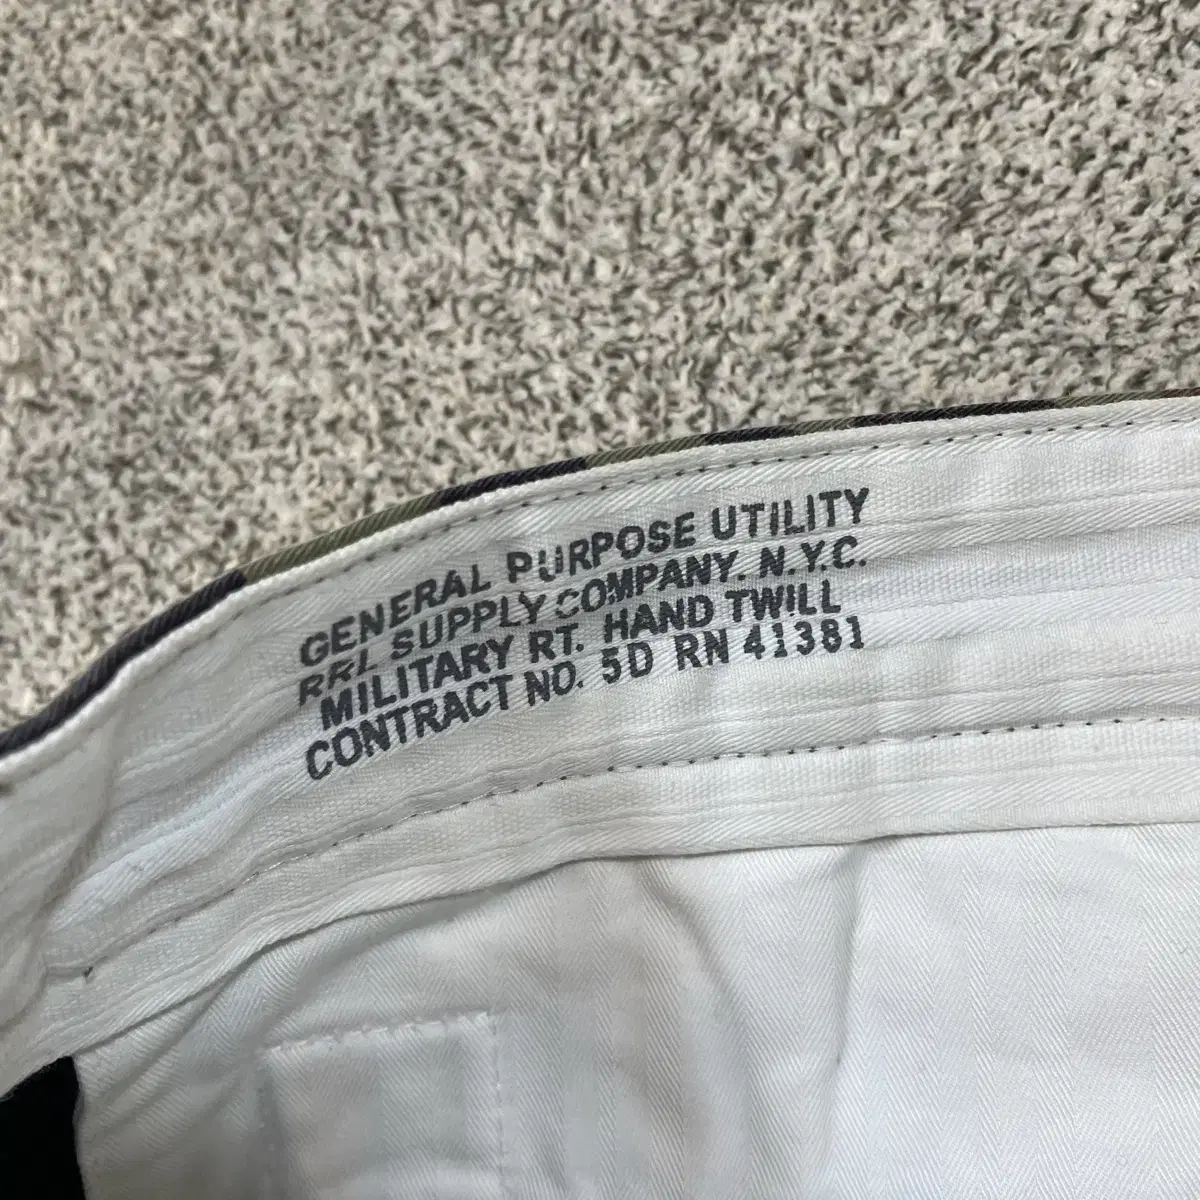 GENERAL PURPOSE UTILITY
RRL SUPPLY COMPANY. N.Y.C.
MILITARY RT. HAND TWILL
CONTRACT NO. 5D RN 41381